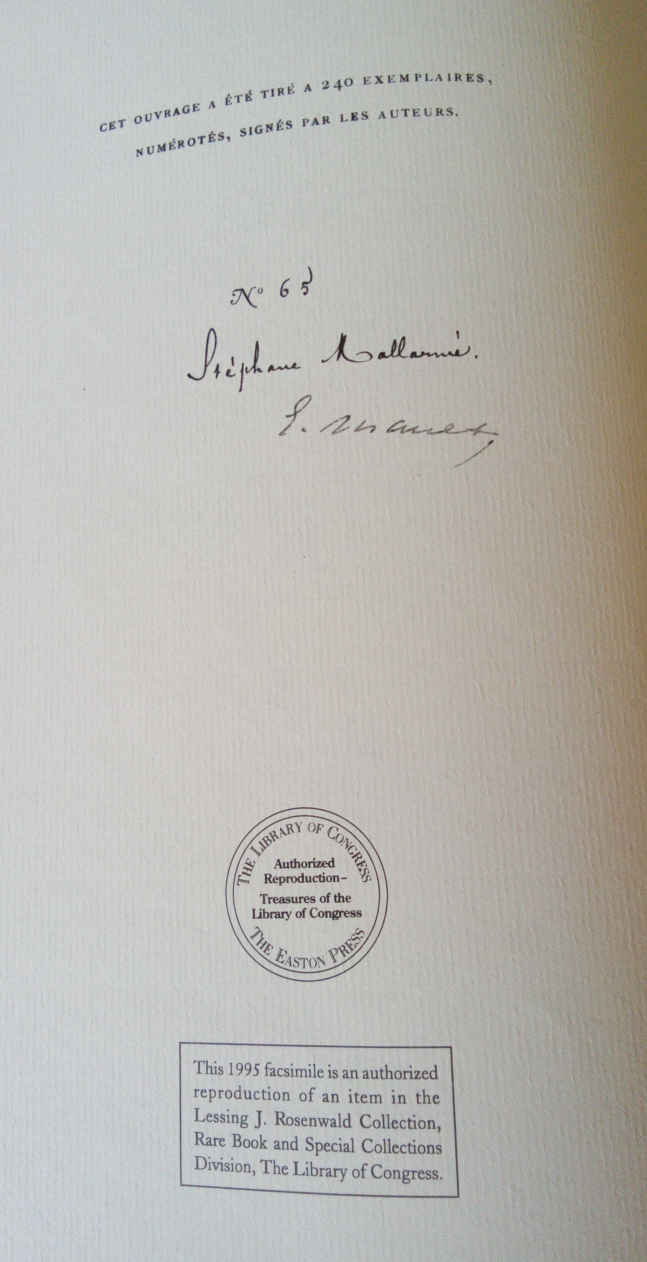 CET OUVRAGE A ÉTÉ TIRÉ A 240 EXEMPLAIRES,
NUMÉROTÉS, SIGNÉS PAR LES AUTEURS.
No 65
Stéphane Mallarmé.
E. Manet
THE LIBRARY OF CONGRESS
Authorized
Reproduction–
Treasures of the
Library of Congress
THE EASTON PRESS
This 1995 facsimile is an authorized
reproduction of an item in the
Lessing J. Rosenwald Collection,
Rare Book and Special Collections
Division, The Library of Congress.